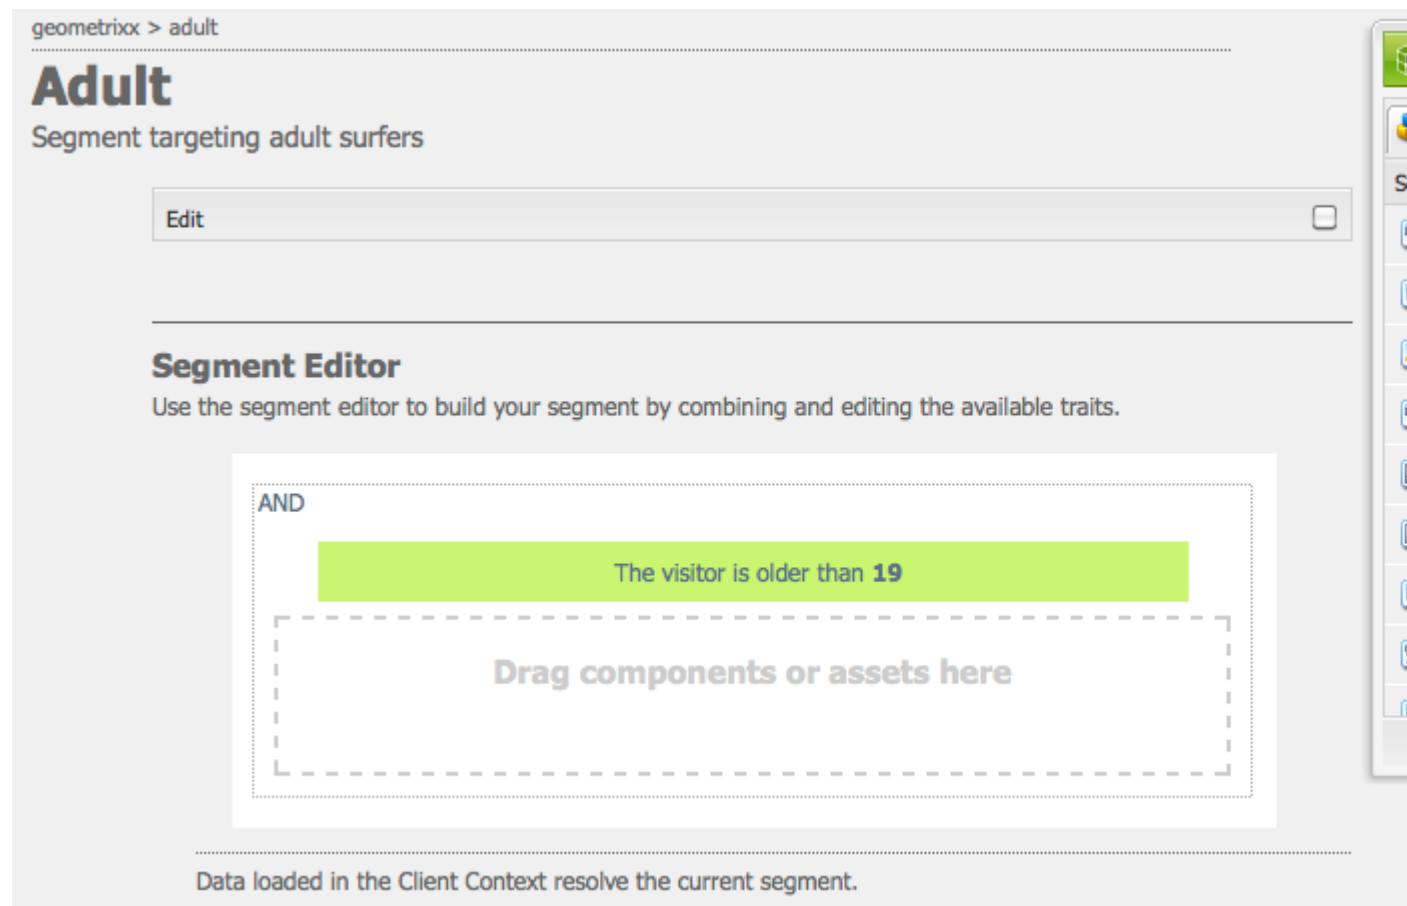 geometrixx > adult
Adult
Segment targeting adult surfers
Edit
Segment Editor
Use the segment editor to build your segment by combining and editing the available traits.
AND
The visitor is older than 19
Drag components or assets here
Data loaded in the Client Context resolve the current segment.